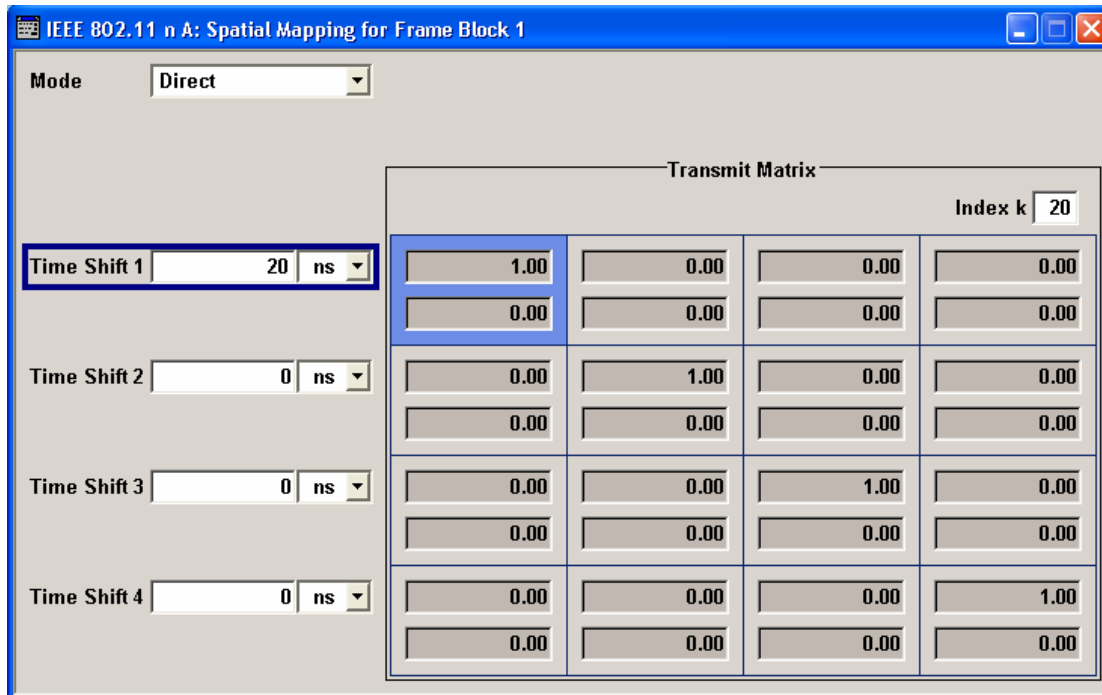 IEEE 802.11 n A: Spatial Mapping for Frame Block 1
Mode Direct
Transmit Matrix
Index k 20
Time Shift 1 20 ns 1.00 0.00 0.00 0.00
0.00 0.00 0.00 0.00
Time Shift 2 0 ns 0.00 1.00 0.00 0.00
0.00 0.00 0.00 0.00
Time Shift 3 0 ns 0.00 0.00 1.00 0.00
0.00 0.00 0.00 0.00
Time Shift 4 0 ns 0.00 0.00 0.00 1.00
0.00 0.00 0.00 0.00